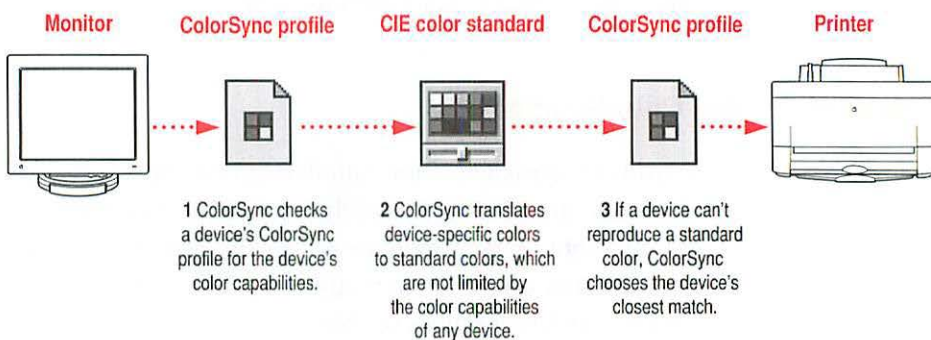 Monitor
ColorSync profile
CIE color standard
ColorSync profile
Printer
1 ColorSync checks
a device's ColorSync
profile for the device's
color capabilities.
2 ColorSync translates
device-specific colors
to standard colors, which
are not limited by
the color capabilities
of any device.
3 If a device can't
reproduce a standard
color, ColorSync
chooses the device's
closest match.